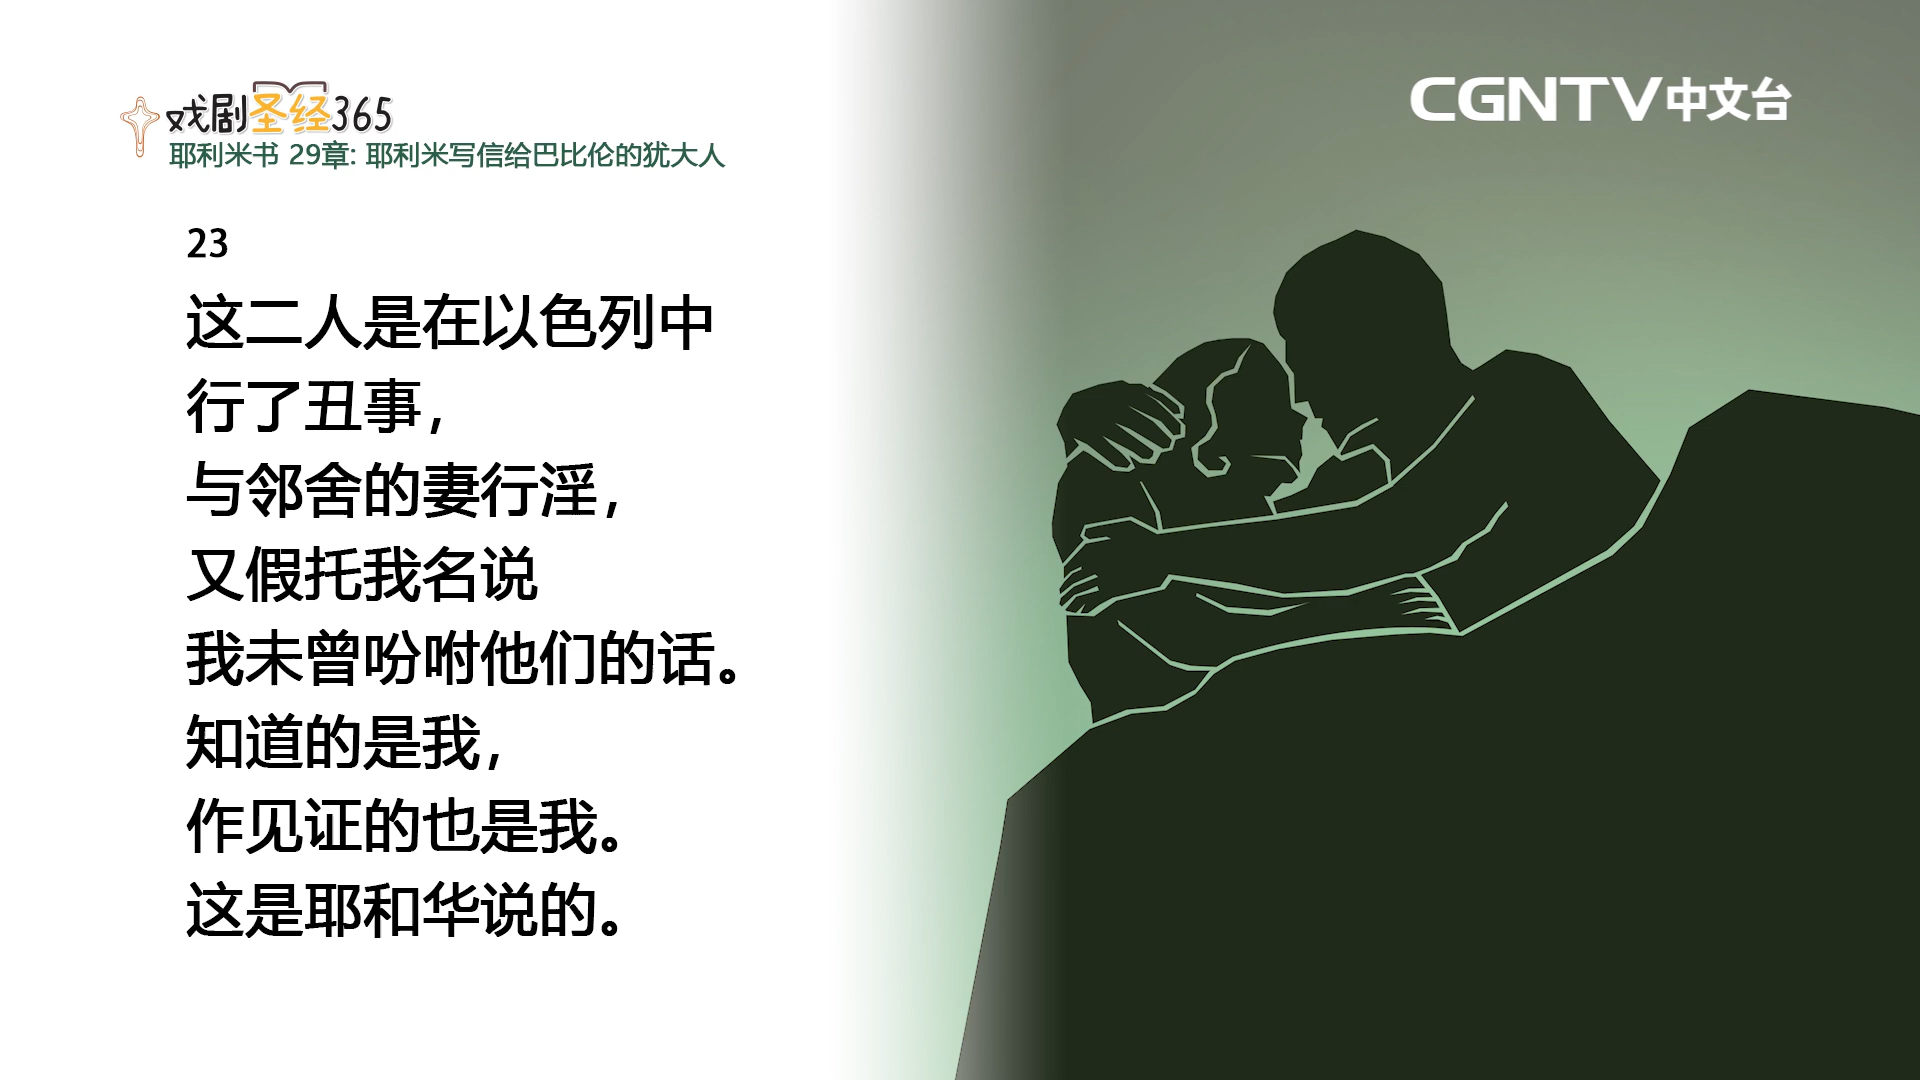 戏剧圣经365
耶利米书 29章: 耶利米写信给巴比伦的犹大人
CGNTV中文台
23
这二人是在以色列中
行了丑事，
与邻舍的妻行淫，
又假托我名说
我未曾吩咐他们的话。
知道的是我，
作见证的也是我。
这是耶和华说的。